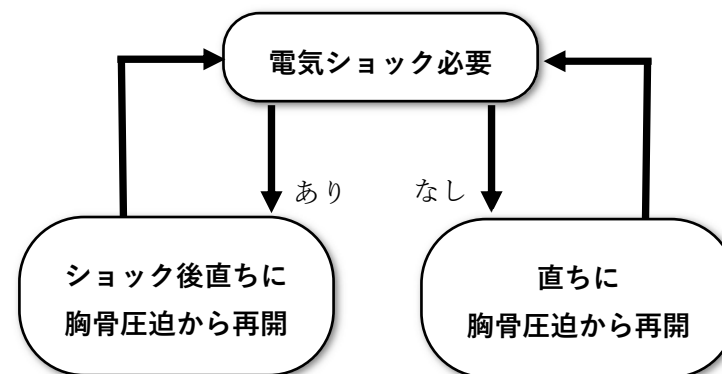 電気ショック必要
あり
なし
ショック後直ちに
胸骨圧迫から再開
直ちに
胸骨圧迫から再開